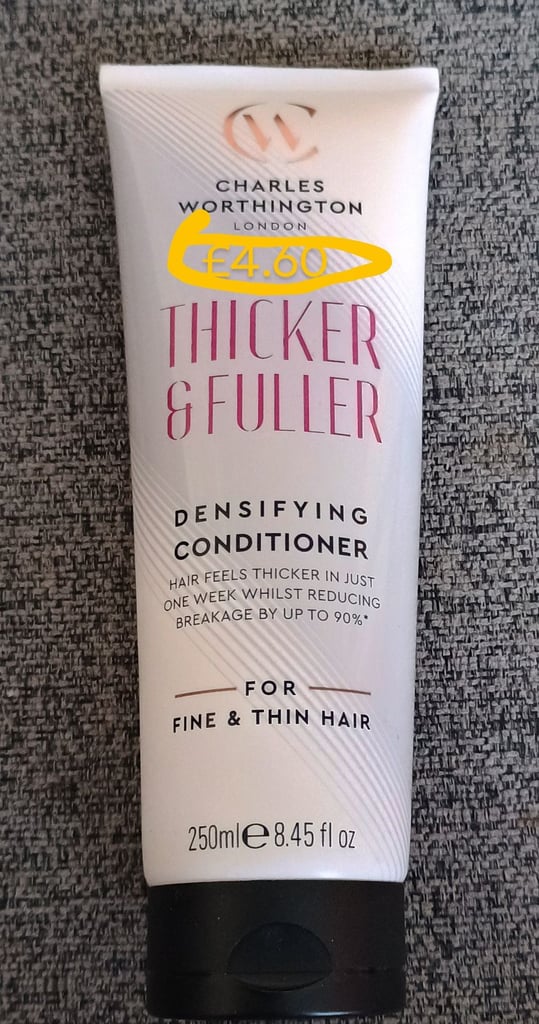 CW
CHARLES
WORTHINGTON
LONDON
£4.60
THICKER
& FULLER
DENSIFYING
CONDITIONER
HAIR FEELS THICKER IN JUST
ONE WEEK WHILST REDUCING
BREAKAGE BY UP TO 90%*
FOR
FINE & THIN HAIR
250ml℮ 8.45 fl oz